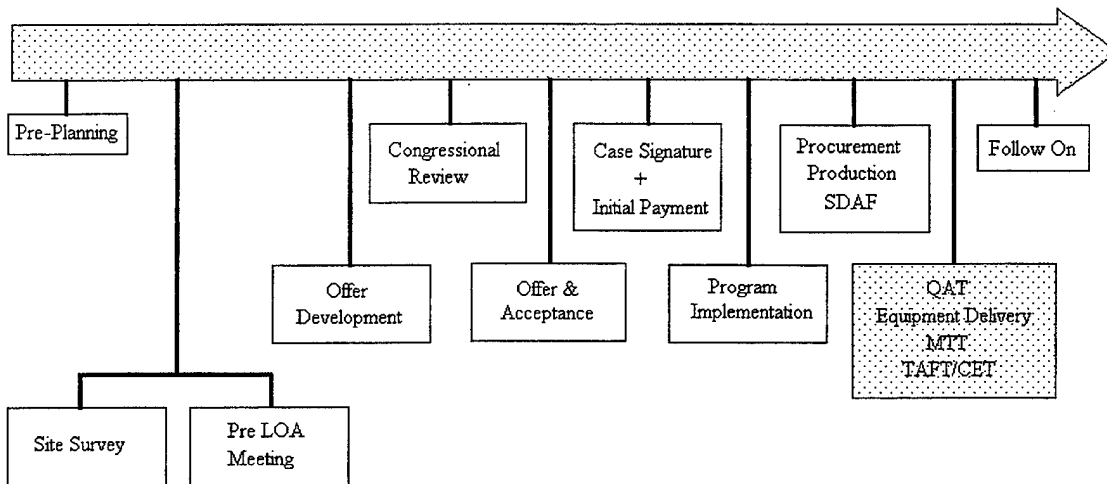 Pre-Planning
Site Survey
Pre LOA
Meeting
Offer
Development
Congressional
Review
Offer &
Acceptance
Case Signature
+
Initial Payment
Program
Implementation
Procurement
Production
SDAF
QAT
Equipment Delivery
MTT
TAFT/CET
Follow On